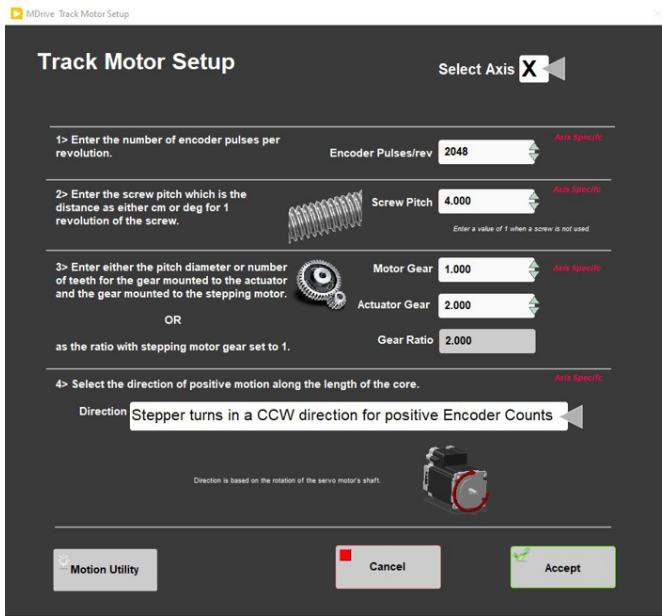 MDrive Track Motor Setup
Track Motor Setup
Select Axis X
1> Enter the number of encoder pulses per
revolution.
Encoder Pulses/rev 2048
Axis Specifc
2> Enter the screw pitch which is the
distance as either cm or deg for 1
revolution of the screw.
Screw Pitch 4.000
Axis Specifc
Enter a value of 1 when a screw is not used.
3> Enter either the pitch diameter or number
of teeth for the gear mounted to the actuator
and the gear mounted to the stepping motor.
OR
as the ratio with stepping motor gear set to 1.
Motor Gear 1.000
Axis Specifc
Actuator Gear 2.000
Gear Ratio 2.000
4> Select the direction of positive motion along the length of the core.
Axis Specifc
Direction Stepper turns in a CCW direction for positive Encoder Counts
Direction is based on the rotation of the servo motor's shaft.
Motion Utility
Cancel
Accept